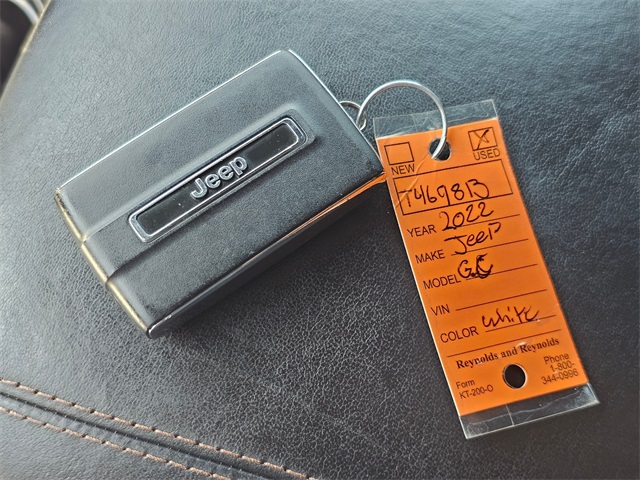 Jeep
NEW USED
T46981B
YEAR 2022
MAKE Jeep
MODEL GC
VIN
COLOR white
Reynolds and Reynolds
Form
KT-200-O
Phone
1-800-
344-0996